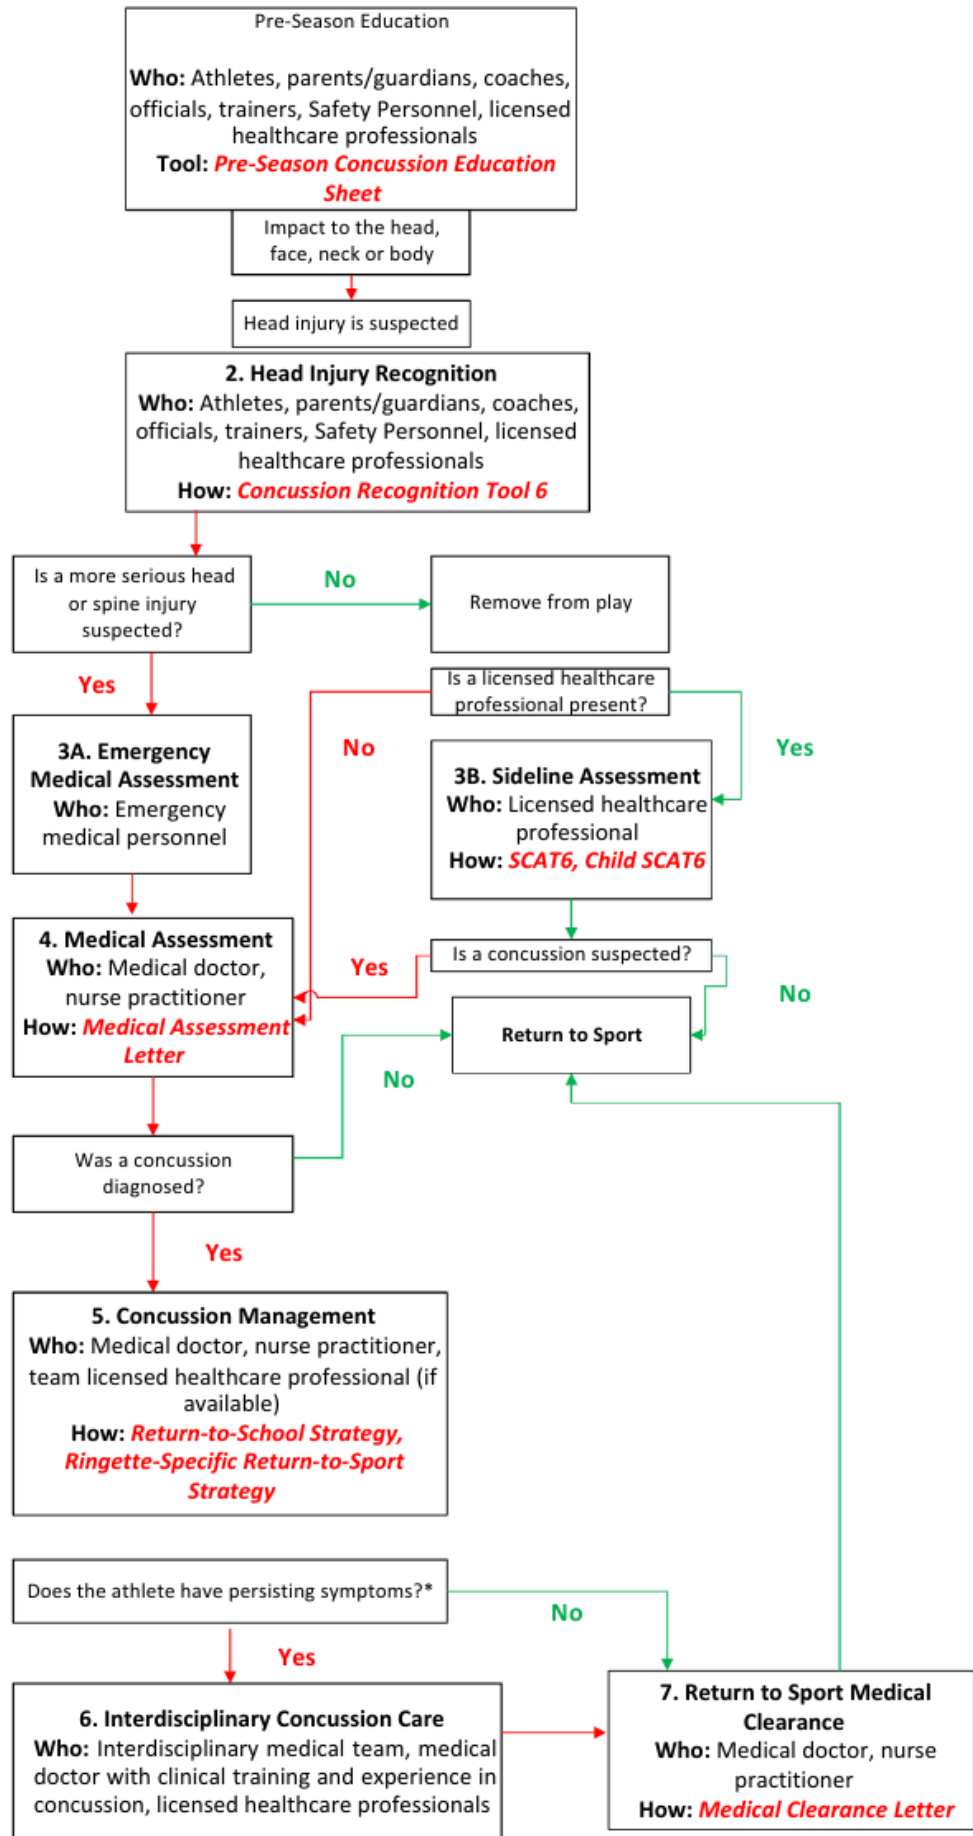 Pre-Season Education
Who: Athletes, parents/guardians, coaches,
officials, trainers, Safety Personnel, licensed
healthcare professionals
Tool: Pre-Season Concussion Education
Sheet
Impact to the head,
face, neck or body
Head injury is suspected
2. Head Injury Recognition
Who: Athletes, parents/guardians, coaches,
officials, trainers, Safety Personnel, licensed
healthcare professionals
How: Concussion Recognition Tool 6
Is a more serious head
or spine injury
suspected?
No
Remove from play
Yes
Is a licensed healthcare
professional present?
No
Yes
3A. Emergency
Medical Assessment
Who: Emergency
medical personnel
3B. Sideline Assessment
Who: Licensed healthcare
professional
How: SCAT6, Child SCAT6
4. Medical Assessment
Who: Medical doctor,
nurse practitioner
How: Medical Assessment
Letter
Is a concussion suspected?
Yes
No
Return to Sport
No
Was a concussion
diagnosed?
Yes
5. Concussion Management
Who: Medical doctor, nurse practitioner,
team licensed healthcare professional (if
available)
How: Return-to-School Strategy,
Ringette-Specific Return-to-Sport
Strategy
Does the athlete have persisting symptoms?*
No
Yes
6. Interdisciplinary Concussion Care
Who: Interdisciplinary medical team, medical
doctor with clinical training and experience in
concussion, licensed healthcare professionals
7. Return to Sport Medical
Clearance
Who: Medical doctor, nurse
practitioner
How: Medical Clearance Letter